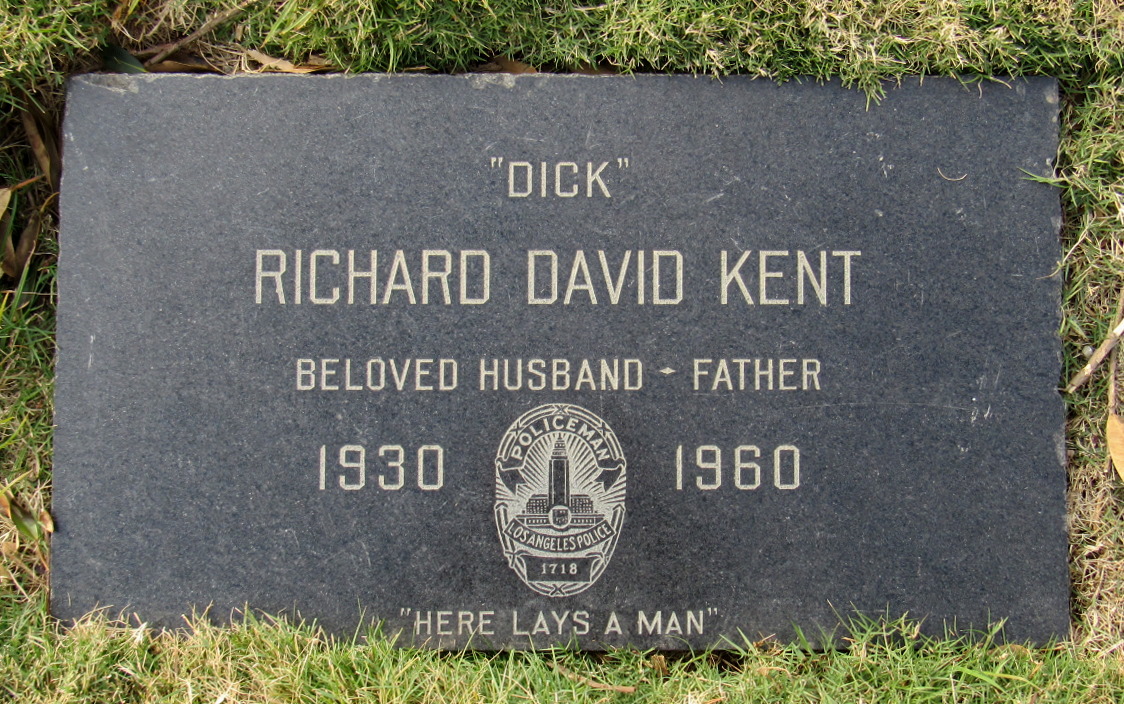 "DICK"
RICHARD DAVID KENT
BELOVED HUSBAND ✦ FATHER
1930 1960
POLICEMAN
LOS ANGELES POLICE
1718
"HERE LAYS A MAN"